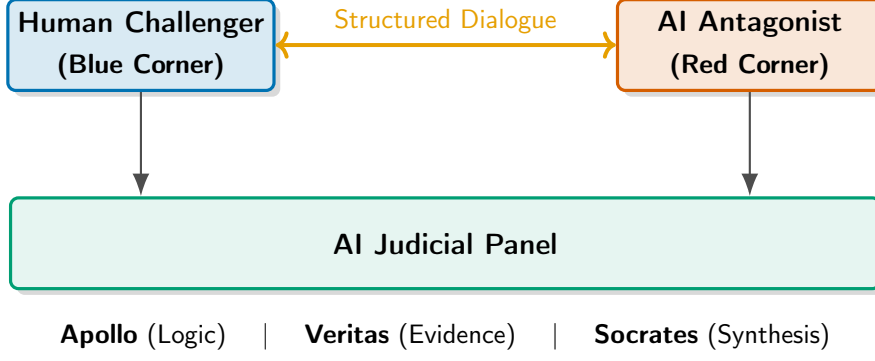 Human Challenger
(Blue Corner)
Structured Dialogue
AI Antagonist
(Red Corner)
AI Judicial Panel
Apollo (Logic) | Veritas (Evidence) | Socrates (Synthesis)